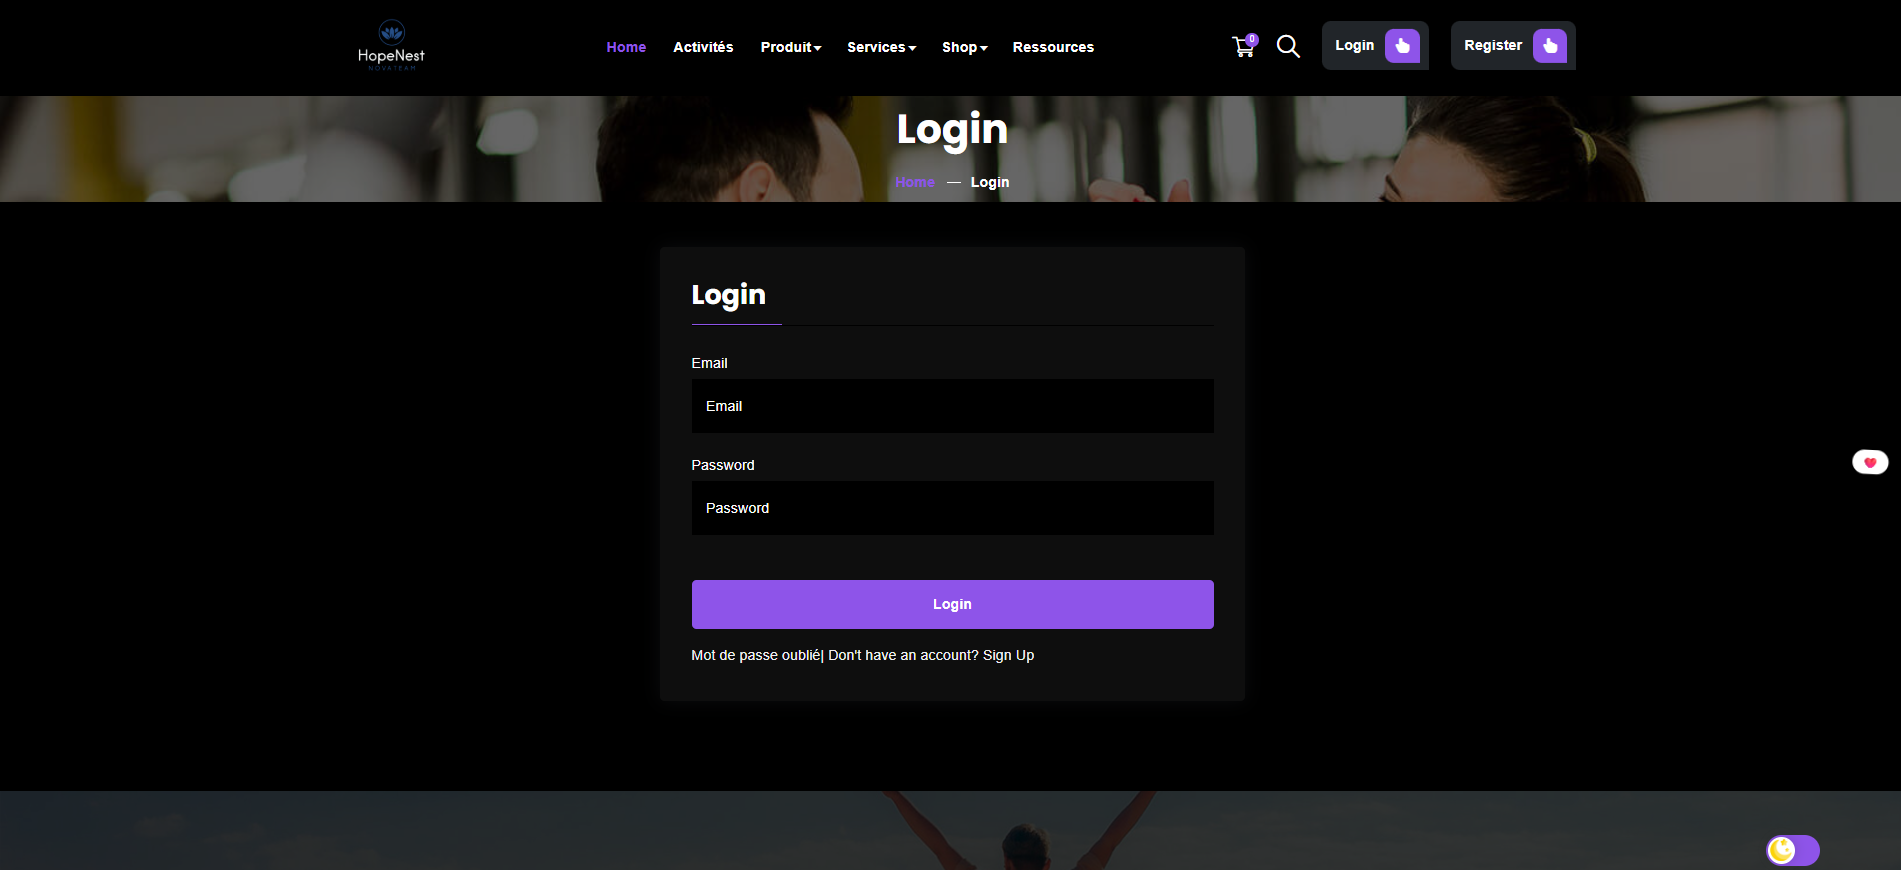 HopeNest
NOVATEAM
Home Activités Produit Services Shop Ressources
0
Login
Register
Login
Home — Login
Login
Email
Email
Password
Password
Login
Mot de passe oublié| Don't have an account? Sign Up